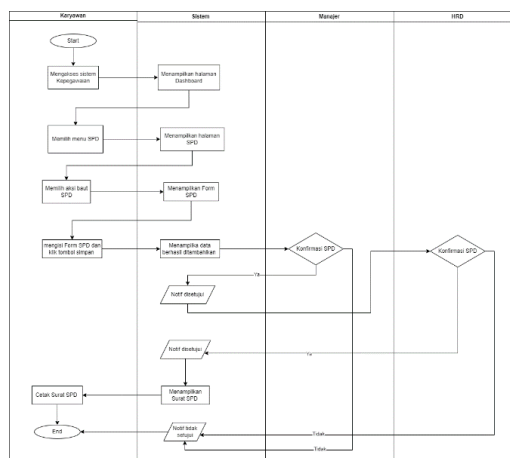 Karyawan
Sistem
Manajer
HRD
Start
Mengakses sistem
Kepegawaian
Menampilkan halaman
Dashboard
Memilih menu SPD
Menampilkan halaman
SPD
Memilih aksi baut
SPD
Menampilkan Form
SPD
mengisi Form SPD dan
klik tombol simpan
Menampilka data
berhasil ditambahkan
Konfirmasi SPD
Konfirmasi SPD
Ya
Notif disetujui
Notif disetujui
Ya
Cetak Surat SPD
Menampilkan
Surat SPD
End
Notif tidak
setujui
Tidak
Tidak